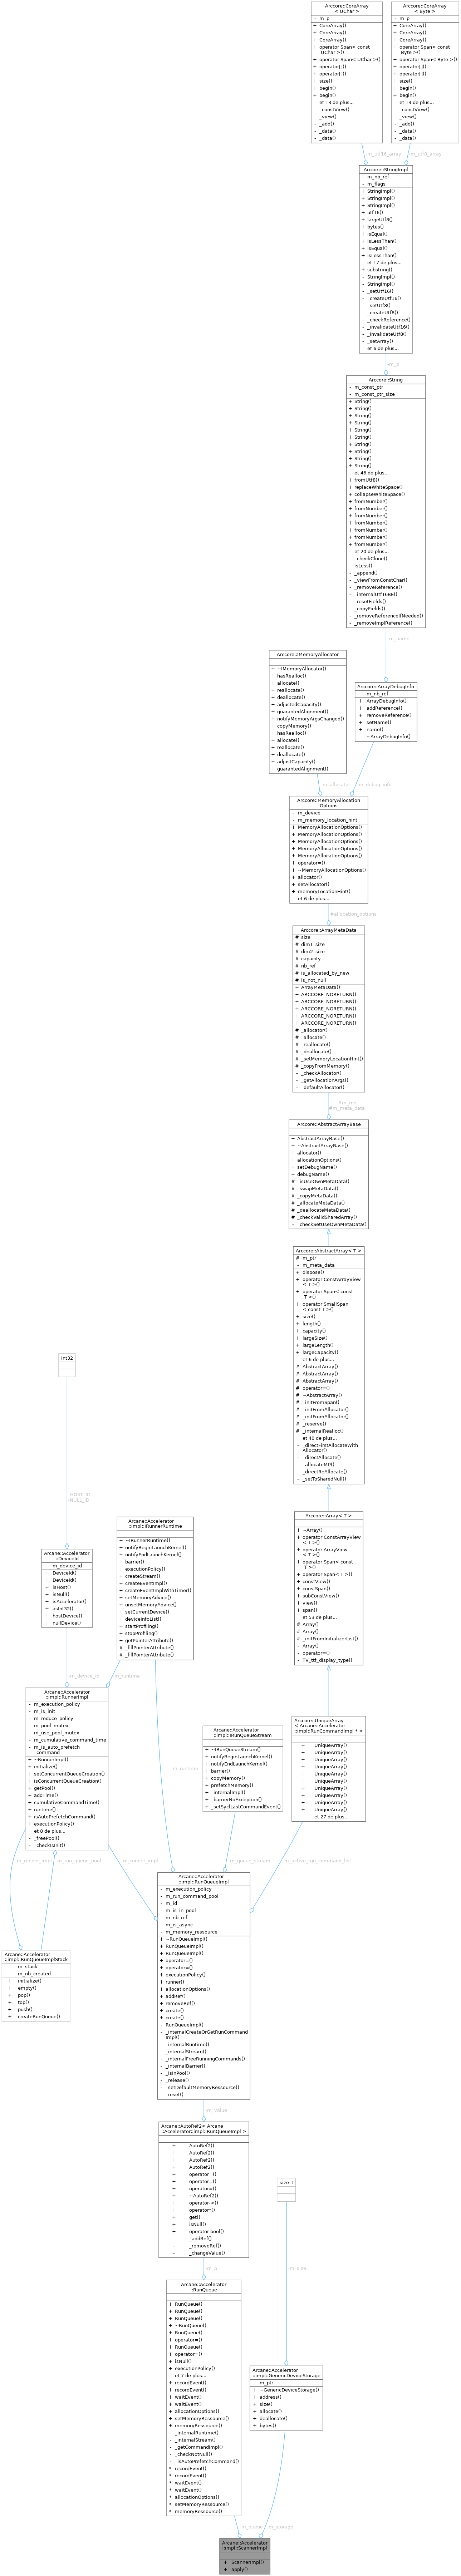 Arccore::CoreArray
< UChar >
- m_p
+ CoreArray()
+ CoreArray()
+ CoreArray()
+ operator Span< const
UChar >()
+ operator Span< UChar >()
+ operator[]()
+ operator[]()
+ size()
+ begin()
+ begin()
et 13 de plus...
- _constView()
- _view()
- _add()
- _data()
- _data()
Arccore::CoreArray
< Byte >
- m_p
+ CoreArray()
+ CoreArray()
+ CoreArray()
+ operator Span< const
Byte >()
+ operator Span< Byte >()
+ operator[]()
+ operator[]()
+ size()
+ begin()
+ begin()
et 13 de plus...
- _constView()
- _view()
- _add()
- _data()
- _data()
-m_utf16_array
-m_utf8_array
Arccore::StringImpl
- m_nb_ref
- m_flags
+ StringImpl()
+ StringImpl()
+ StringImpl()
+ utf16()
+ largeUtf8()
+ bytes()
+ isEqual()
+ isLessThan()
+ isEqual()
+ isLessThan()
et 17 de plus...
+ substring()
- StringImpl()
- StringImpl()
- _setUtf16()
- _createUtf16()
- _setUtf8()
- _createUtf8()
- _checkReference()
- _invalidateUtf16()
- _invalidateUtf8()
- _setArray()
et 6 de plus...
-m_p
Arccore::String
- m_const_ptr
- m_const_ptr_size
+ String()
+ String()
+ String()
+ String()
+ String()
+ String()
+ String()
+ String()
+ String()
+ String()
et 46 de plus...
+ fromUtf8()
+ replaceWhiteSpace()
+ collapseWhiteSpace()
+ fromNumber()
+ fromNumber()
+ fromNumber()
+ fromNumber()
+ fromNumber()
+ fromNumber()
+ fromNumber()
et 20 de plus...
- _checkClone()
- isLess()
- _append()
- _viewFromConstChar()
- _removeReference()
- _internalUtf16BE()
- _resetFields()
- _copyFields()
- _removeReferenceIfNeeded()
- _removeImplReference()
-m_name
Arccore::IMemoryAllocator
+ ~IMemoryAllocator()
+ hasRealloc()
+ allocate()
+ reallocate()
+ deallocate()
+ adjustedCapacity()
+ guarantedAlignment()
+ notifyMemoryArgsChanged()
+ copyMemory()
+ hasRealloc()
+ allocate()
+ reallocate()
+ deallocate()
+ adjustCapacity()
+ guarantedAlignment()
Arccore::ArrayDebugInfo
- m_nb_ref
+ ArrayDebugInfo()
+ addReference()
+ removeReference()
+ setName()
+ name()
- ~ArrayDebugInfo()
-m_allocator
-m_debug_info
Arccore::MemoryAllocation
Options
- m_device
- m_memory_location_hint
+ MemoryAllocationOptions()
+ MemoryAllocationOptions()
+ MemoryAllocationOptions()
+ MemoryAllocationOptions()
+ MemoryAllocationOptions()
+ operator=()
+ ~MemoryAllocationOptions()
+ allocator()
+ setAllocator()
+ memoryLocationHint()
et 6 de plus...
#allocation_options
Arccore::ArrayMetaData
# size
# dim1_size
# dim2_size
# capacity
# nb_ref
# is_allocated_by_new
# is_not_null
+ ArrayMetaData()
+ ARCCORE_NORETURN()
+ ARCCORE_NORETURN()
+ ARCCORE_NORETURN()
+ ARCCORE_NORETURN()
+ ARCCORE_NORETURN()
# _allocator()
# _allocate()
# _reallocate()
# _deallocate()
# _setMemoryLocationHint()
# _copyFromMemory()
- _checkAllocator()
- _getAllocationArgs()
- _defaultAllocator()
#m_md
#m_meta_data
Arccore::AbstractArrayBase
+ AbstractArrayBase()
+ ~AbstractArrayBase()
+ allocator()
+ allocationOptions()
+ setDebugName()
+ debugName()
# _isUseOwnMetaData()
# _swapMetaData()
# _copyMetaData()
# _allocateMetaData()
# _deallocateMetaData()
# _checkValidSharedArray()
- _checkSetUseOwnMetaData()
Arccore::AbstractArray< T >
# m_ptr
- m_meta_data
+ dispose()
+ operator ConstArrayView
< T >()
+ operator Span< const
T >()
+ operator SmallSpan
< const T >()
+ size()
+ length()
+ capacity()
+ largeSize()
+ largeLength()
+ largeCapacity()
et 6 de plus...
# AbstractArray()
# AbstractArray()
# AbstractArray()
# operator=()
# ~AbstractArray()
# _initFromSpan()
# _initFromAllocator()
# _initFromAllocator()
# _reserve()
# _internalRealloc()
et 40 de plus...
- _directFirstAllocateWith
Allocator()
- _directAllocate()
- _allocateMP()
- _directReAllocate()
- _setToSharedNull()
Arccore::Array< T >
+ ~Array()
+ operator ConstArrayView
< T >()
+ operator ArrayView
< T >()
+ operator Span< const
T >()
+ operator Span< T >()
+ constView()
+ constSpan()
+ subConstView()
+ view()
+ span()
et 53 de plus...
# Array()
# Array()
# _initFromInitializerList()
- Array()
- operator=()
- TV_ttf_display_type()
Int32
-HOST_ID
-NULL_ID
Arcane::Accelerator
::DeviceId
- m_device_id
+ DeviceId()
+ DeviceId()
+ isHost()
+ isNull()
+ isAccelerator()
+ asInt32()
+ hostDevice()
+ nullDevice()
Arcane::Accelerator
::impl::IRunnerRuntime
+ ~IRunnerRuntime()
+ notifyBeginLaunchKernel()
+ notifyEndLaunchKernel()
+ barrier()
+ executionPolicy()
+ createStream()
+ createEventImpl()
+ createEventImplWithTimer()
+ setMemoryAdvice()
+ unsetMemoryAdvice()
+ setCurrentDevice()
+ deviceInfoList()
+ startProfiling()
+ stopProfiling()
+ getPointerAttribute()
# _fillPointerAttribute()
# _fillPointerAttribute()
-m_device_id
-m_runtime
Arcane::Accelerator
::impl::RunnerImpl
- m_execution_policy
- m_is_init
- m_reduce_policy
- m_pool_mutex
- m_use_pool_mutex
- m_cumulative_command_time
- m_is_auto_prefetch
_command
+ ~RunnerImpl()
+ initialize()
+ setConcurrentQueueCreation()
+ isConcurrentQueueCreation()
+ getPool()
+ addTime()
+ cumulativeCommandTime()
+ runtime()
+ isAutoPrefetchCommand()
+ executionPolicy()
et 8 de plus...
- _freePool()
- _checkIsInit()
-m_runtime
Arcane::Accelerator
::impl::IRunQueueStream
+ ~IRunQueueStream()
+ notifyBeginLaunchKernel()
+ notifyEndLaunchKernel()
+ barrier()
+ copyMemory()
+ prefetchMemory()
+ _internalImpl()
+ _barrierNoException()
+ _setSyclLastCommandEvent()
Arccore::UniqueArray
< Arcane::Accelerator
::impl::RunCommandImpl * >
+ UniqueArray()
+ UniqueArray()
+ UniqueArray()
+ UniqueArray()
+ UniqueArray()
+ UniqueArray()
+ UniqueArray()
+ UniqueArray()
+ UniqueArray()
+ UniqueArray()
et 27 de plus...
-m_runner_impl
-m_run_queue_pool
-m_runner_impl
-m_queue_stream
-m_active_run_command_list
Arcane::Accelerator
::impl::RunQueueImplStack
- m_stack
- m_nb_created
+ initialize()
+ empty()
+ pop()
+ top()
+ push()
+ createRunQueue()
Arcane::Accelerator
::impl::RunQueueImpl
- m_execution_policy
- m_run_command_pool
- m_id
- m_is_in_pool
- m_nb_ref
- m_is_async
- m_memory_ressource
+ ~RunQueueImpl()
+ RunQueueImpl()
+ RunQueueImpl()
+ operator=()
+ operator=()
+ executionPolicy()
+ runner()
+ allocationOptions()
+ addRef()
+ removeRef()
+ create()
+ create()
- RunQueueImpl()
- _internalCreateOrGetRunCommand
Impl()
- _internalRuntime()
- _internalStream()
- _internalFreeRunningCommands()
- _internalBarrier()
- _isInPool()
- _release()
- _setDefaultMemoryRessource()
- _reset()
-m_value
Arcane::AutoRef2< Arcane
::Accelerator::impl::RunQueueImpl >
+ AutoRef2()
+ AutoRef2()
+ AutoRef2()
+ AutoRef2()
+ operator=()
+ operator=()
+ operator=()
+ ~AutoRef2()
+ operator->()
+ operator*()
+ get()
+ isNull()
+ operator bool()
- _addRef()
- _removeRef()
- _changeValue()
-m_p
size_t
-m_size
Arcane::Accelerator
::RunQueue
+ RunQueue()
+ RunQueue()
+ RunQueue()
+ ~RunQueue()
+ RunQueue()
+ operator=()
+ RunQueue()
+ operator=()
+ isNull()
+ executionPolicy()
et 7 de plus...
+ recordEvent()
+ recordEvent()
+ waitEvent()
+ waitEvent()
+ allocationOptions()
+ setMemoryRessource()
+ memoryRessource()
- _internalRuntime()
- _internalStream()
- _getCommandImpl()
- _checkNotNull()
- _isAutoPrefetchCommand()
* recordEvent()
* recordEvent()
* waitEvent()
* waitEvent()
* allocationOptions()
* setMemoryRessource()
* memoryRessource()
Arcane::Accelerator
::impl::GenericDeviceStorage
- m_ptr
+ ~GenericDeviceStorage()
+ address()
+ size()
+ allocate()
+ deallocate()
+ bytes()
-m_queue
-m_storage
Arcane::Accelerator
::impl::ScannerImpl
+ ScannerImpl()
+ apply()